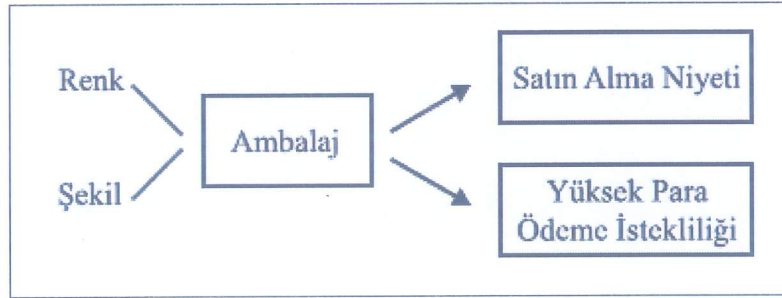 Renk
Şekil
Ambalaj
Satın Alma Niyeti
Yüksek Para
Ödeme İstekliliği